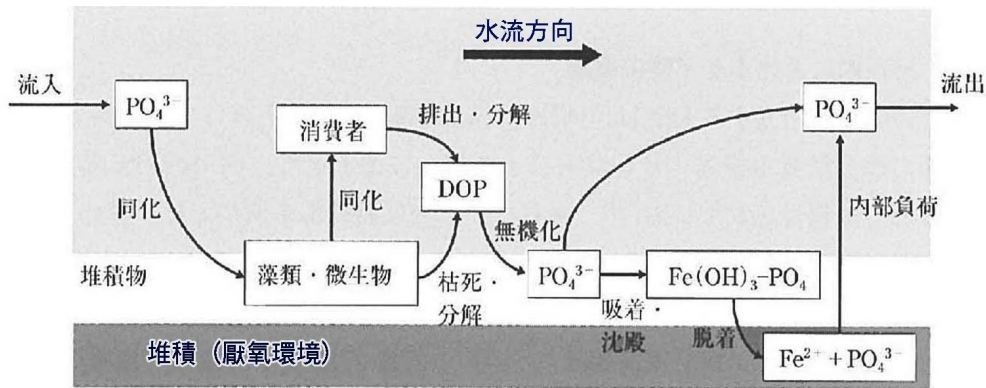 水流方向
流入
流出
PO₄³⁻
PO₄³⁻
消費者
排出・分解
DOP
同化
同化
無機化
内部負荷
堆積物
藻類・微生物
枯死・
分解
PO₄³⁻
Fe(OH)₃-PO₄
吸着・
沈殿
脱着
堆積（厭氧環境）
Fe²⁺ + PO₄³⁻